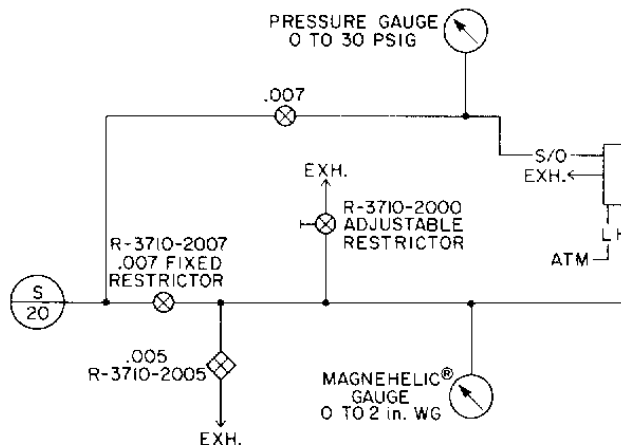 PRESSURE GAUGE
0 TO 30 PSIG
.007
S/O
EXH.
EXH.
R-3710-2000
ADJUSTABLE
RESTRICTOR
L H
ATM
R-3710-2007
.007 FIXED
RESTRICTOR
S
20
.005
R-3710-2005
MAGNEHELIC®
GAUGE
0 TO 2 in. WG
EXH.